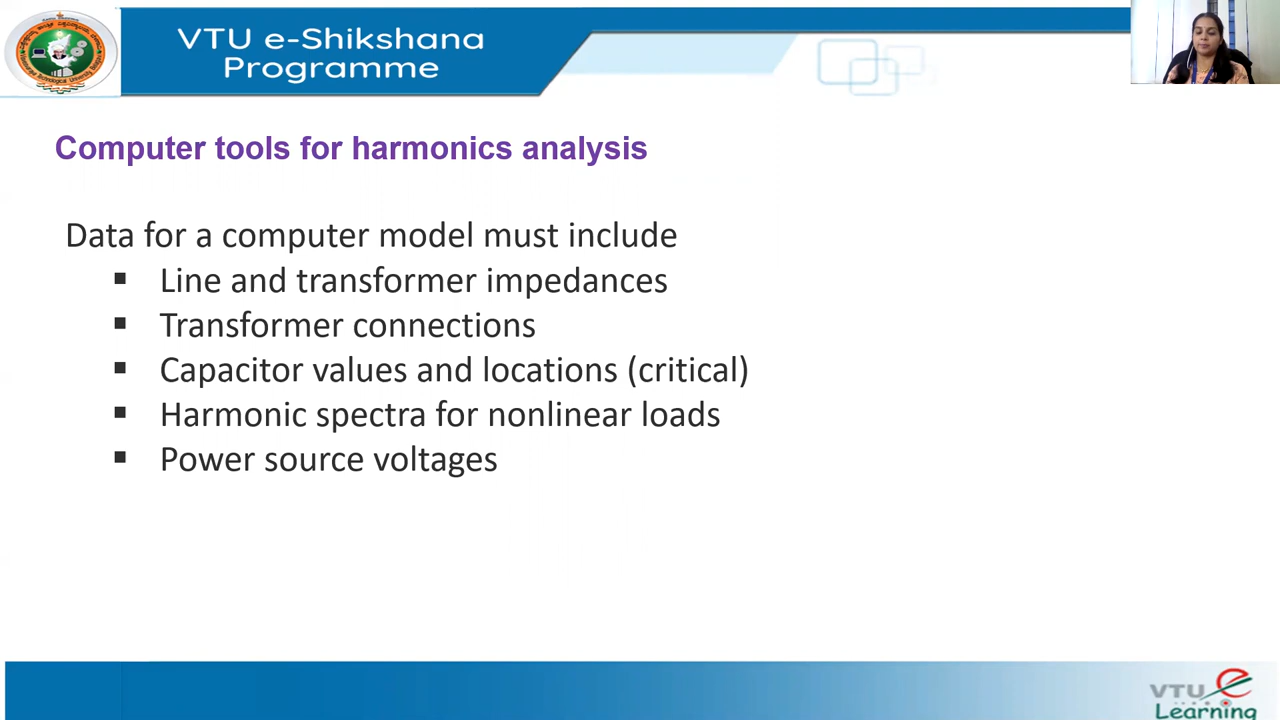 VTU e-Shikshana
Programme
Computer tools for harmonics analysis
Data for a computer model must include
▪ Line and transformer impedances
▪ Transformer connections
▪ Capacitor values and locations (critical)
▪ Harmonic spectra for nonlinear loads
▪ Power source voltages
VTU e
Learning